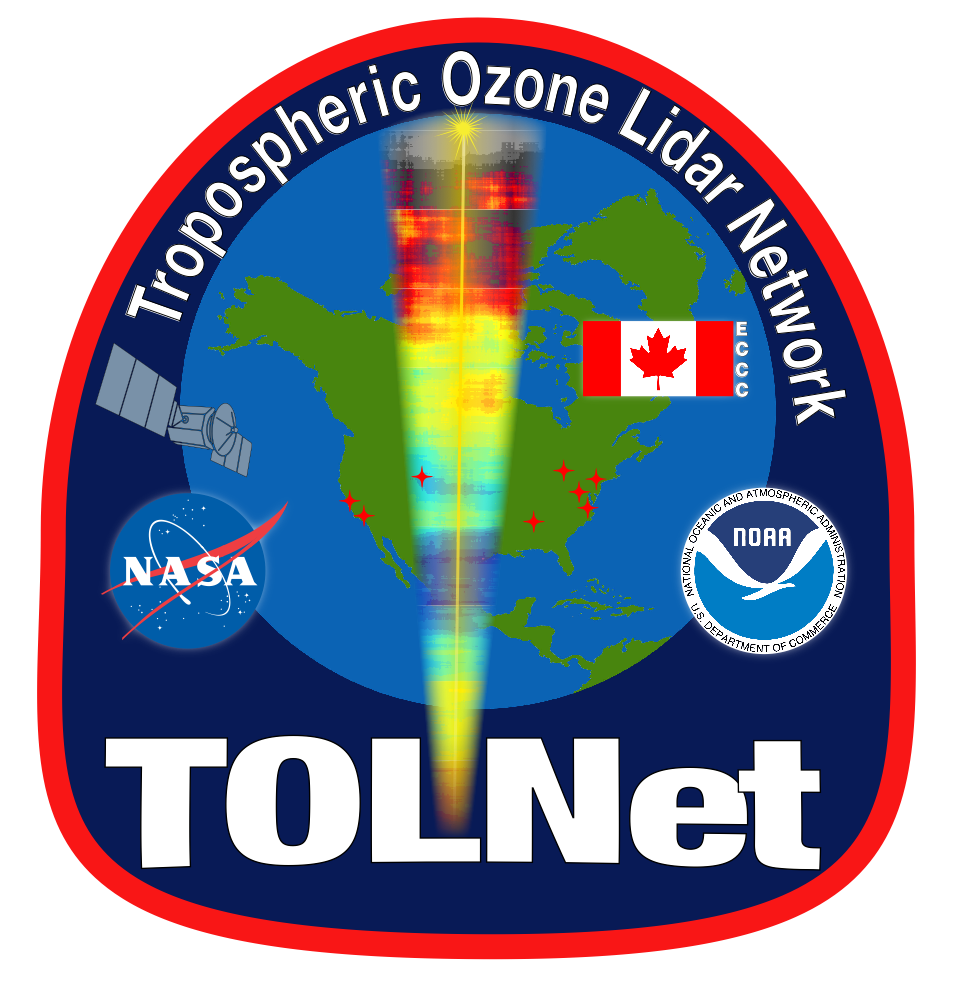 Tropospheric Ozone Lidar Network
ECCC
NASA
NATIONAL OCEANIC AND ATMOSPHERIC ADMINISTRATION
NOAA
U.S. DEPARTMENT OF COMMERCE
TOLNet